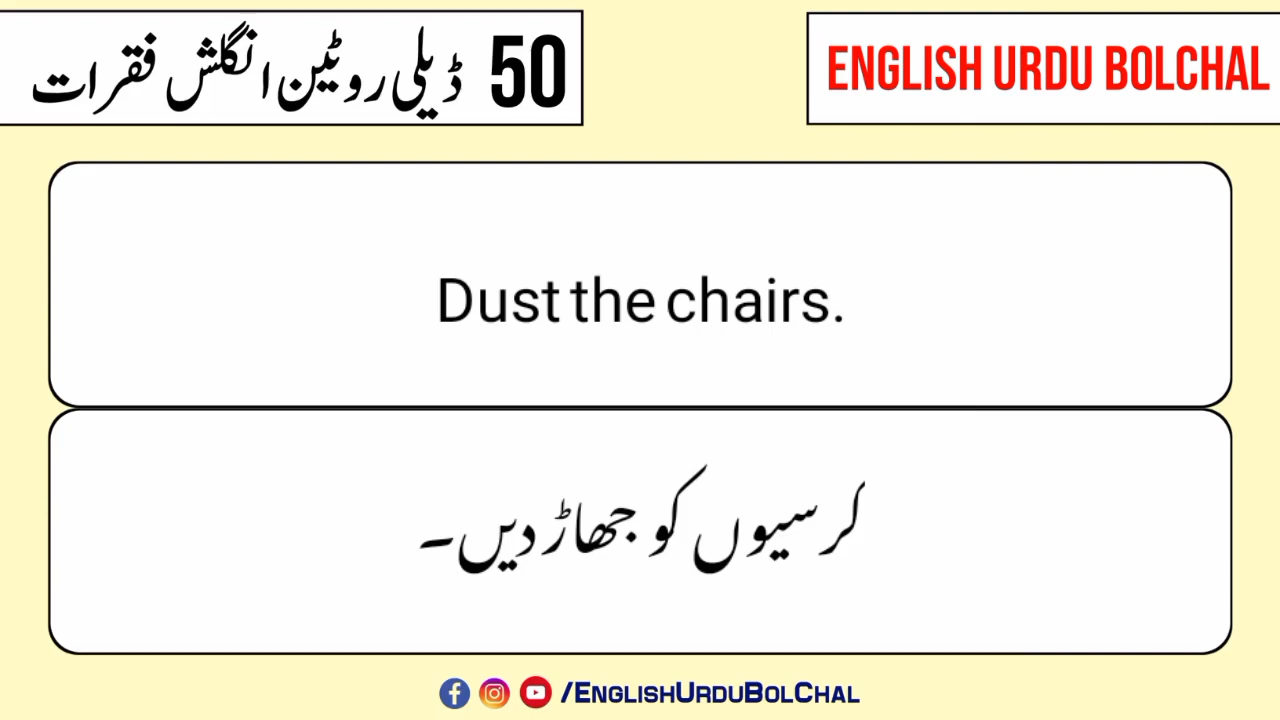 50 ڈیلی روٹین انگلش فقرات
ENGLISH URDU BOLCHAL
Dust the chairs.
کرسیوں کو جھاڑ دیں۔
/ENGLISHURDUBOLCHAL